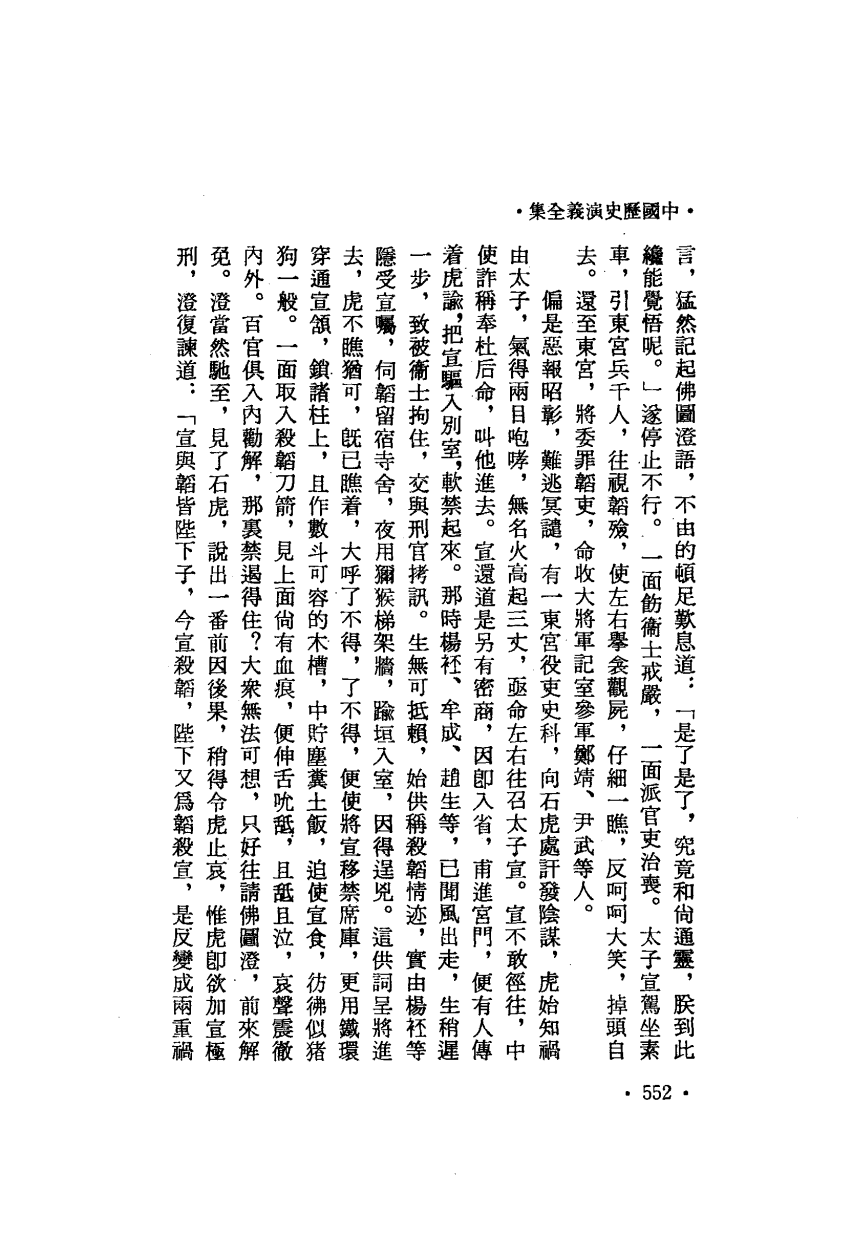 •中國歷史演義全集•
言，猛然記起佛圖澄語，不由的頓足歎息道：「是了是了，究竟和尙通靈，朕到此
纔能覺悟呢。」遂停止不行。一面飭衞士戒嚴，一面派官吏治喪。太子宣駕坐素
車，引東宮兵千人，往視韜殮，使左右擧衾觀屍，仔細一瞧，反呵呵大笑，掉頭自
去。還至東宮，將委罪韜吏，命收大將軍記室參軍鄭靖、尹武等人。
偏是惡報昭彰，難逃冥譴，有一東宮役吏史科，向石虎處訐發陰謀，虎始知禍
由太子，氣得兩目咆哮，無名火高起三丈，亟命左右往召太子宣。宣不敢徑往，中
使詐稱奉杜后命，叫他進去。宣還道是另有密商，因卽入省，甫進宮門，便有人傳
着虎諭，把宣驅入別室，軟禁起來。那時楊柸、牟成、趙生等，已聞風出走，生稍遲
一步，致被衞士拘住，交與刑官拷訊。生無可抵賴，始供稱殺韜情迹，實由楊柸等
隱受宣囑，伺韜留宿寺舍，夜用獼猴梯架牆，踰垣入室，因得逞兇。這供詞呈將進
去，虎不瞧猶可，旣已瞧着，大呼了不得，了不得，便使將宣移禁席庫，更用鐵環
穿通宣頷，鎖諸柱上，且作數斗可容的木槽，中貯塵糞土飯，迫使宣食，彷彿似猪
狗一般。一面取入殺韜刀箭，見上面尙有血痕，便伸舌吮舐，且舐且泣，哀聲震徹
內外。百官俱入內勸解，那裏禁遏得住？大衆無法可想，只好往請佛圖澄，前來解
免。澄當然馳至，見了石虎，說出一番前因後果，稍得令虎止哀，惟虎卽欲加宣極
刑，澄復諫道：「宣與韜皆陛下子，今宣殺韜，陛下又爲韜殺宣，是反變成兩重禍
• 552 •